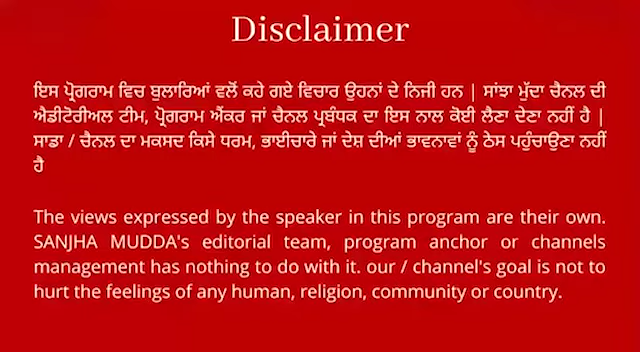 Disclaimer
ਇਸ ਪ੍ਰੋਗਰਾਮ ਵਿਚ ਬੁਲਾਰਿਆਂ ਵਲੋਂ ਕਹੇ ਗਏ ਵਿਚਾਰ ਉਹਨਾਂ ਦੇ ਨਿਜੀ ਹਨ | ਸਾਂਝਾ ਮੁੱਦਾ ਚੈਨਲ ਦੀ
ਐਡੀਟੋਰੀਅਲ ਟੀਮ, ਪ੍ਰੋਗਰਾਮ ਐਂਕਰ ਜਾਂ ਚੈਨਲ ਪ੍ਰਬੰਧਕ ਦਾ ਇਸ ਨਾਲ ਕੋਈ ਲੈਣਾ ਦੇਣਾ ਨਹੀਂ ਹੈ |
ਸਾਡਾ / ਚੈਨਲ ਦਾ ਮਕਸਦ ਕਿਸੇ ਧਰਮ, ਭਾਈਚਾਰੇ ਜਾਂ ਦੇਸ਼ ਦੀਆਂ ਭਾਵਨਾਵਾਂ ਨੂੰ ਠੇਸ ਪਹੁੰਚਾਉਣਾ ਨਹੀਂ
ਹੈ
The views expressed by the speaker in this program are their own.
SANJHA MUDDA's editorial team, program anchor or channels
management has nothing to do with it. our / channel's goal is not to
hurt the feelings of any human, religion, community or country.